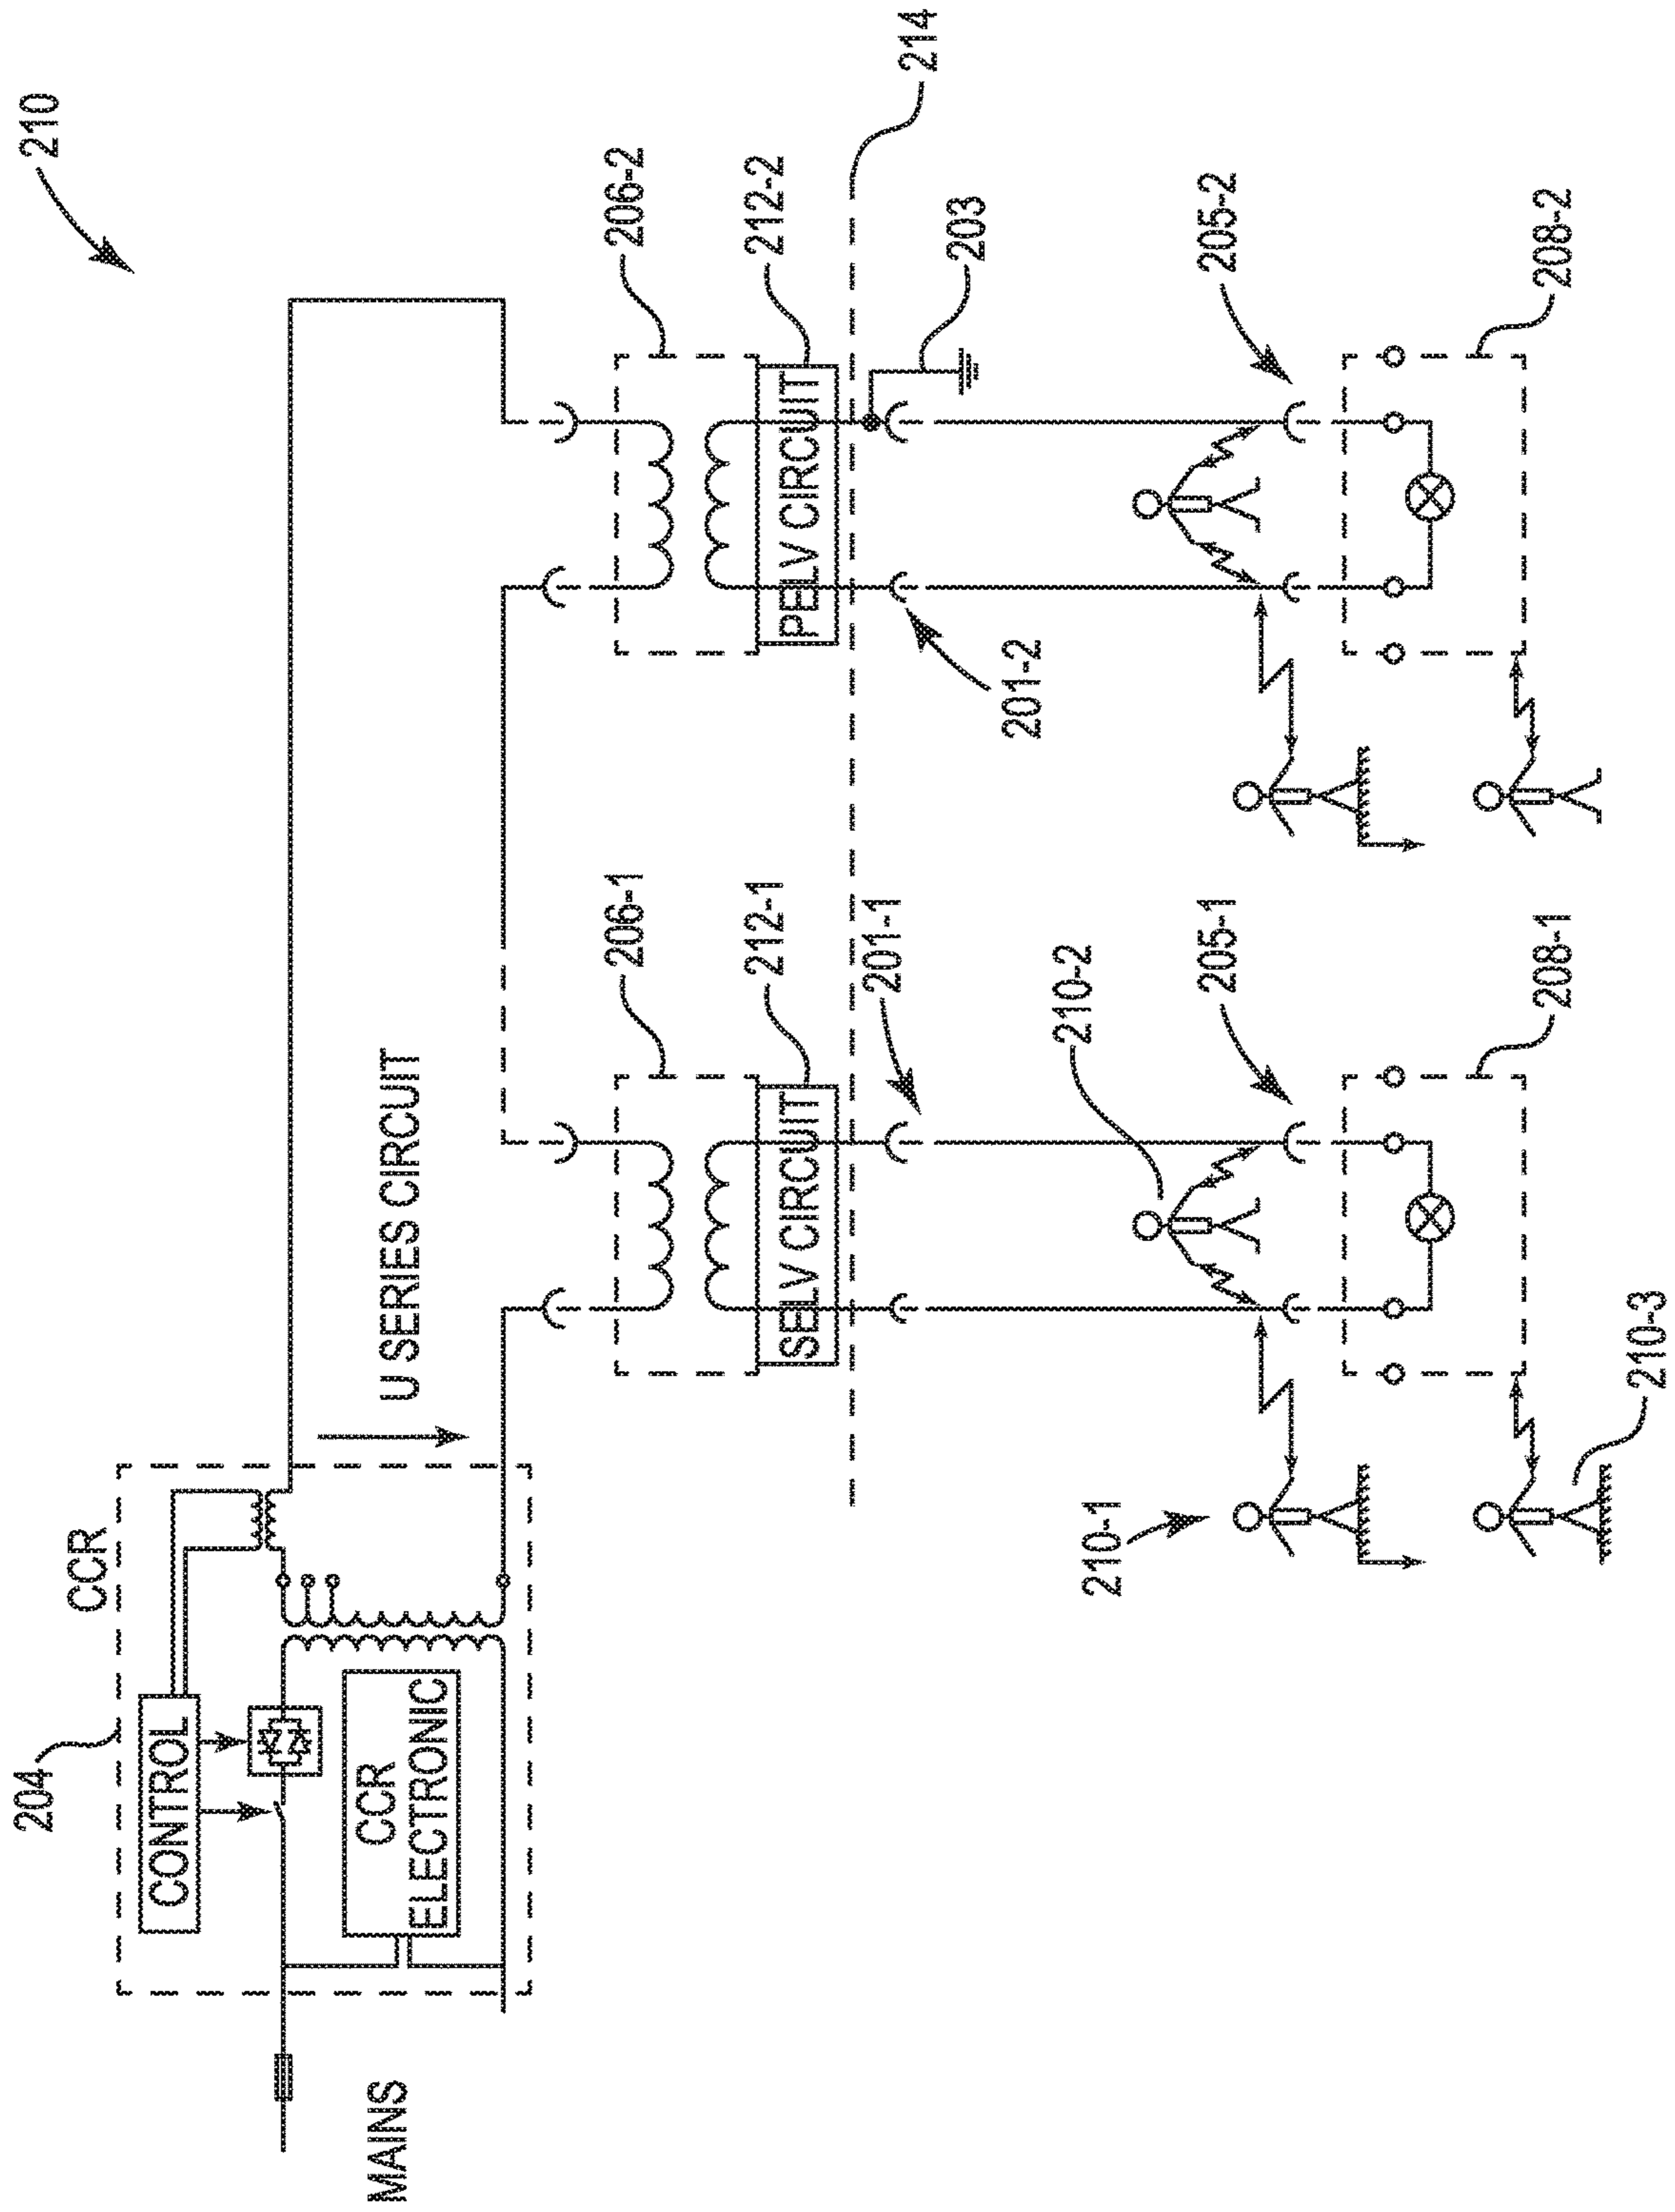 210
CCR
204
CONTROL
CCR
ELECTRONIC
MAINS
U SERIES CIRCUIT
206-1
206-2
212-1
212-2
SELV CIRCUIT
PELV CIRCUIT
214
203
201-1
201-2
210-2
205-1
205-2
210-1
208-1
208-2
210-3